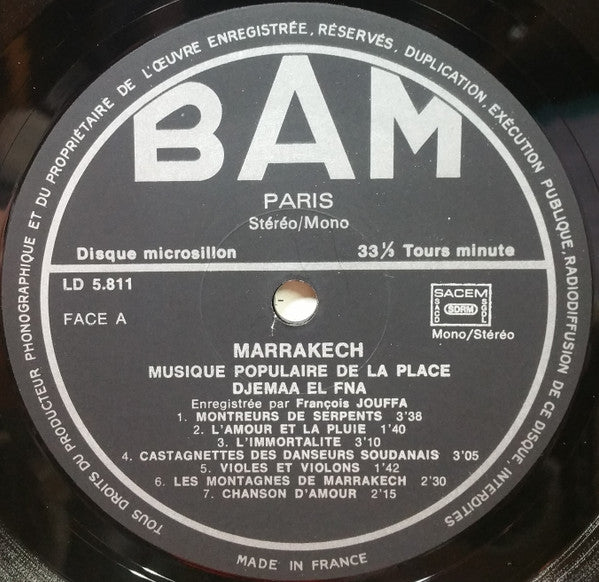 TOUS DROITS DU PRODUCTEUR PHONOGRAPHIQUE ET DU PROPRIÉTAIRE DE L'ŒUVRE ENREGISTRÉE, RÉSERVÉS, DUPLICATION, EXÉCUTION PUBLIQUE, RADIODIFFUSION DE CE DISQUE, INTERDITES
BAM
PARIS
Stéréo/Mono
Disque microsillon 33⅓ Tours minute
LD 5.811
FACE A
SACEM
SACD SDRM SGDL
Mono/Stéréo
MARRAKECH
MUSIQUE POPULAIRE DE LA PLACE
DJEMAA EL FNA
Enregistrée par François JOUFFA
1. MONTREURS DE SERPENTS 3'38
2. L'AMOUR ET LA PLUIE 1'40
3. L'IMMORTALITE 3'10
4. CASTAGNETTES DES DANSEURS SOUDANAIS 3'05
5. VIOLES ET VIOLONS 1'42
6. LES MONTAGNES DE MARRAKECH 2'30
7. CHANSON D'AMOUR 2'15
MADE IN FRANCE